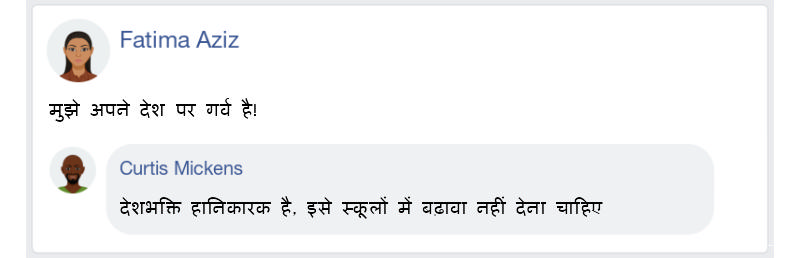 Fatima Aziz
मुझे अपने देश पर गर्व है!
Curtis Mickens
देशभक्ति हानिकारक है, इसे स्कूलों में बढ़ावा नहीं देना चाहिए